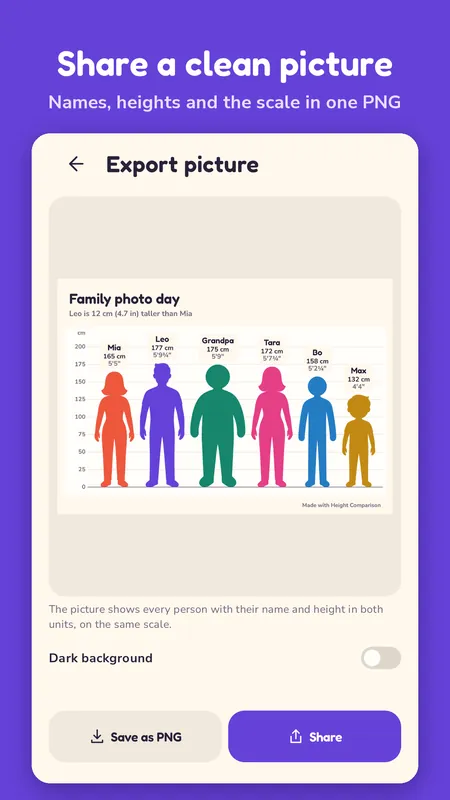 Share a clean picture
Names, heights and the scale in one PNG
Export picture
Family photo day
Leo is 12 cm (4.7 in) taller than Mia
cm
200
175
150
125
100
75
50
25
0
Mia
165 cm
5'5"
Leo
177 cm
5'9¾"
Grandpa
175 cm
5'9"
Tara
172 cm
5'7¾"
Bo
158 cm
5'2¼"
Max
132 cm
4'4"
Made with Height Comparison
The picture shows every person with their name and height in both
units, on the same scale.
Dark background
Save as PNG
Share